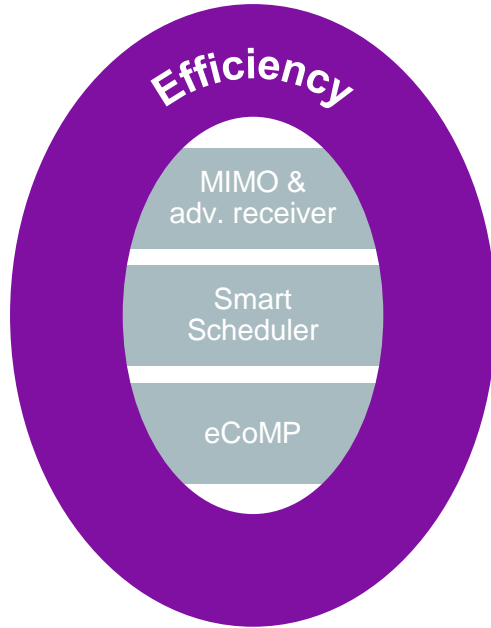 Efficiency
MIMO &
adv. receiver
Smart
Scheduler
eCoMP